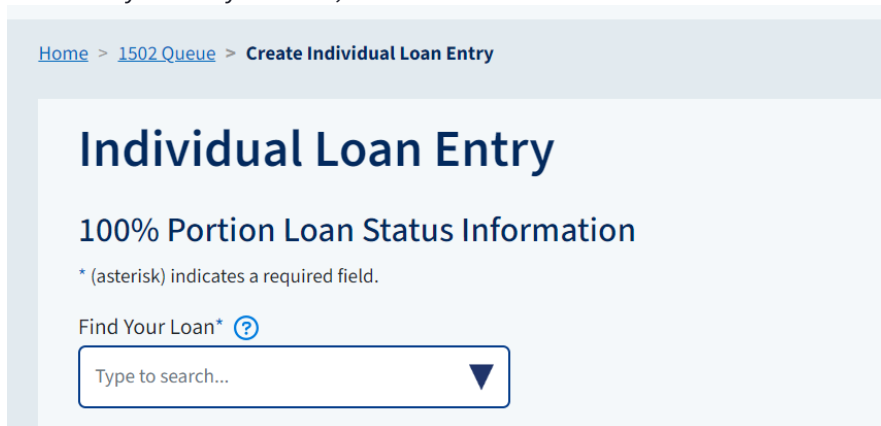 Home > 1502 Queue > Create Individual Loan Entry
Individual Loan Entry
100% Portion Loan Status Information
* (asterisk) indicates a required field.
Find Your Loan* ?
Type to search...